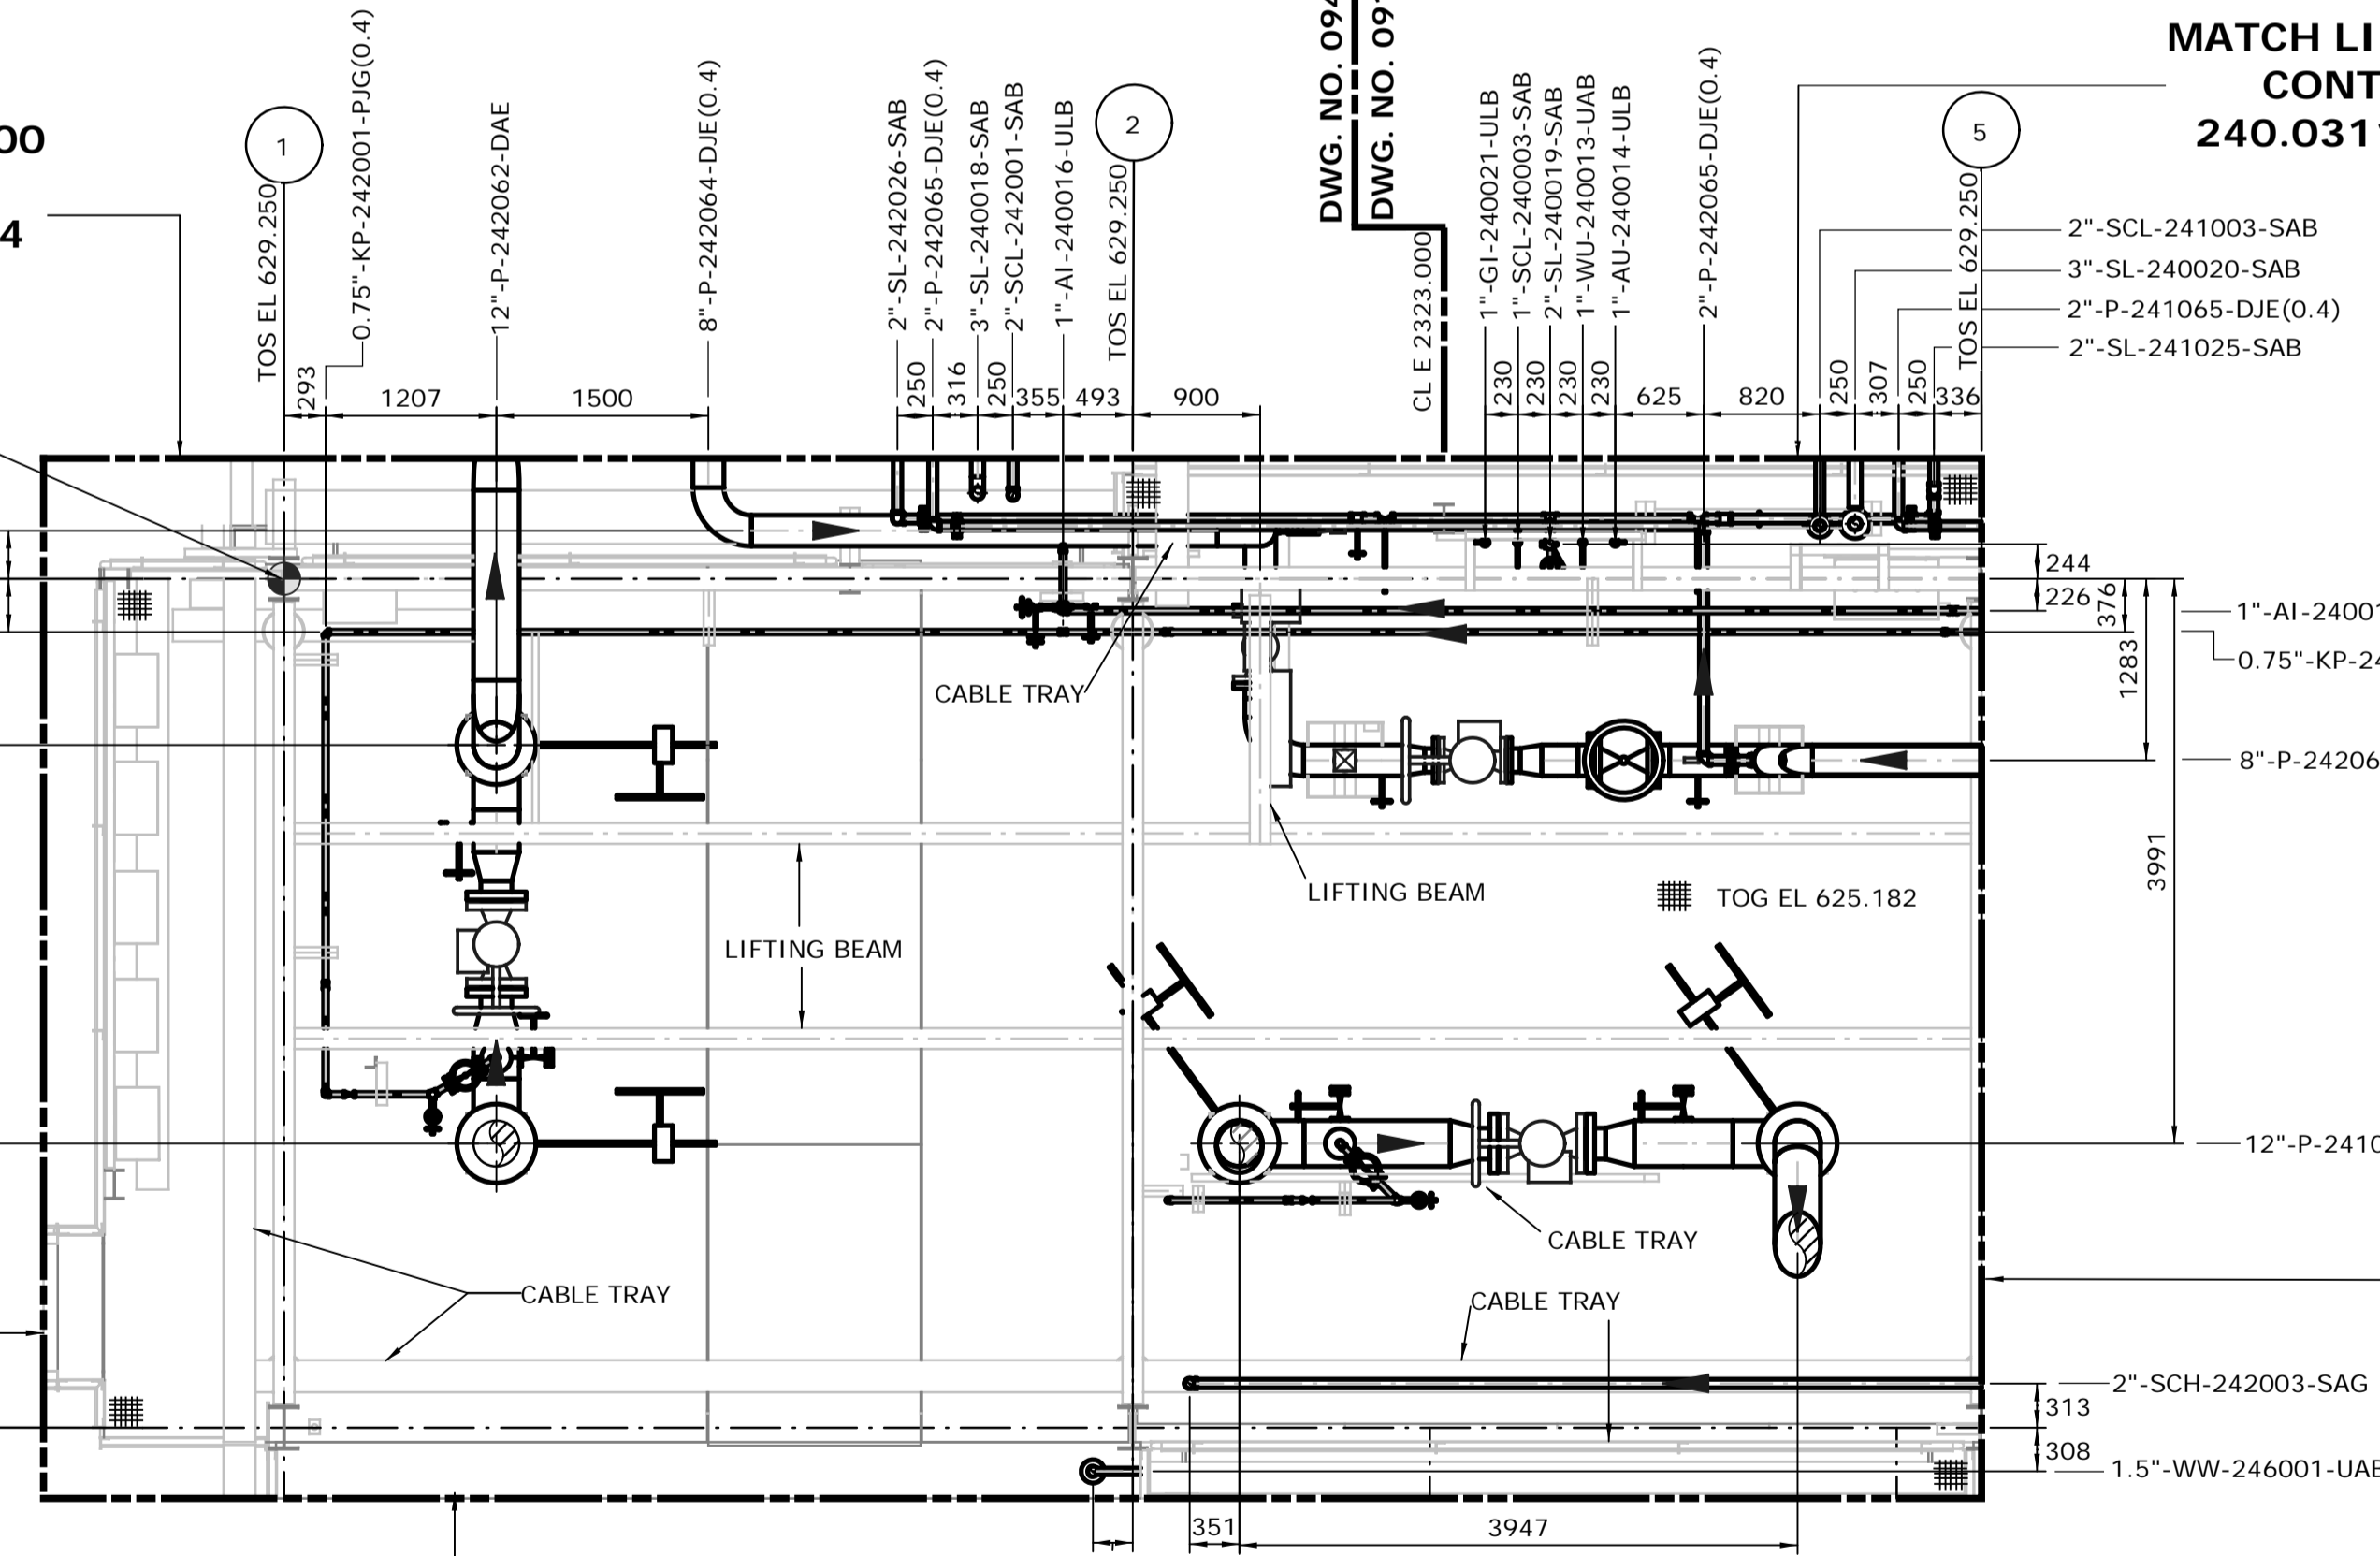 00
4
MATCH LI
CONT
240.031
DWG. NO. 094
DWG. NO. 091
1
2
5
TOS EL 629.250
0.75"-KP-242001-PJG(0.4)
12"-P-242062-DAE
8"-P-242064-DJE(0.4)
2"-SL-242026-SAB
2"-P-242065-DJE(0.4)
3"-SL-240018-SAB
2"-SCL-242001-SAB
1"-AI-240016-ULB
TOS EL 629.250
CL E 2323.000
1"-GI-240021-ULB
1"-SCL-240003-SAB
2"-SL-240019-SAB
1"-WU-240013-UAB
1"-AU-240014-ULB
2"-P-242065-DJE(0.4)
TOS EL 629.250
2"-SCL-241003-SAB
3"-SL-240020-SAB
2"-P-241065-DJE(0.4)
2"-SL-241025-SAB
293
1207
1500
250
316
250
355
493
900
230
230
230
230
625
820
250
307
250
336
244
226
376
1283
3991
1"-AI-24001
0.75"-KP-24
8"-P-24206
12"-P-2410
CABLE TRAY
LIFTING BEAM
TOG EL 625.182
LIFTING BEAM
CABLE TRAY
CABLE TRAY
CABLE TRAY
2"-SCH-242003-SAG
313
308
1.5"-WW-246001-UAB
351
3947